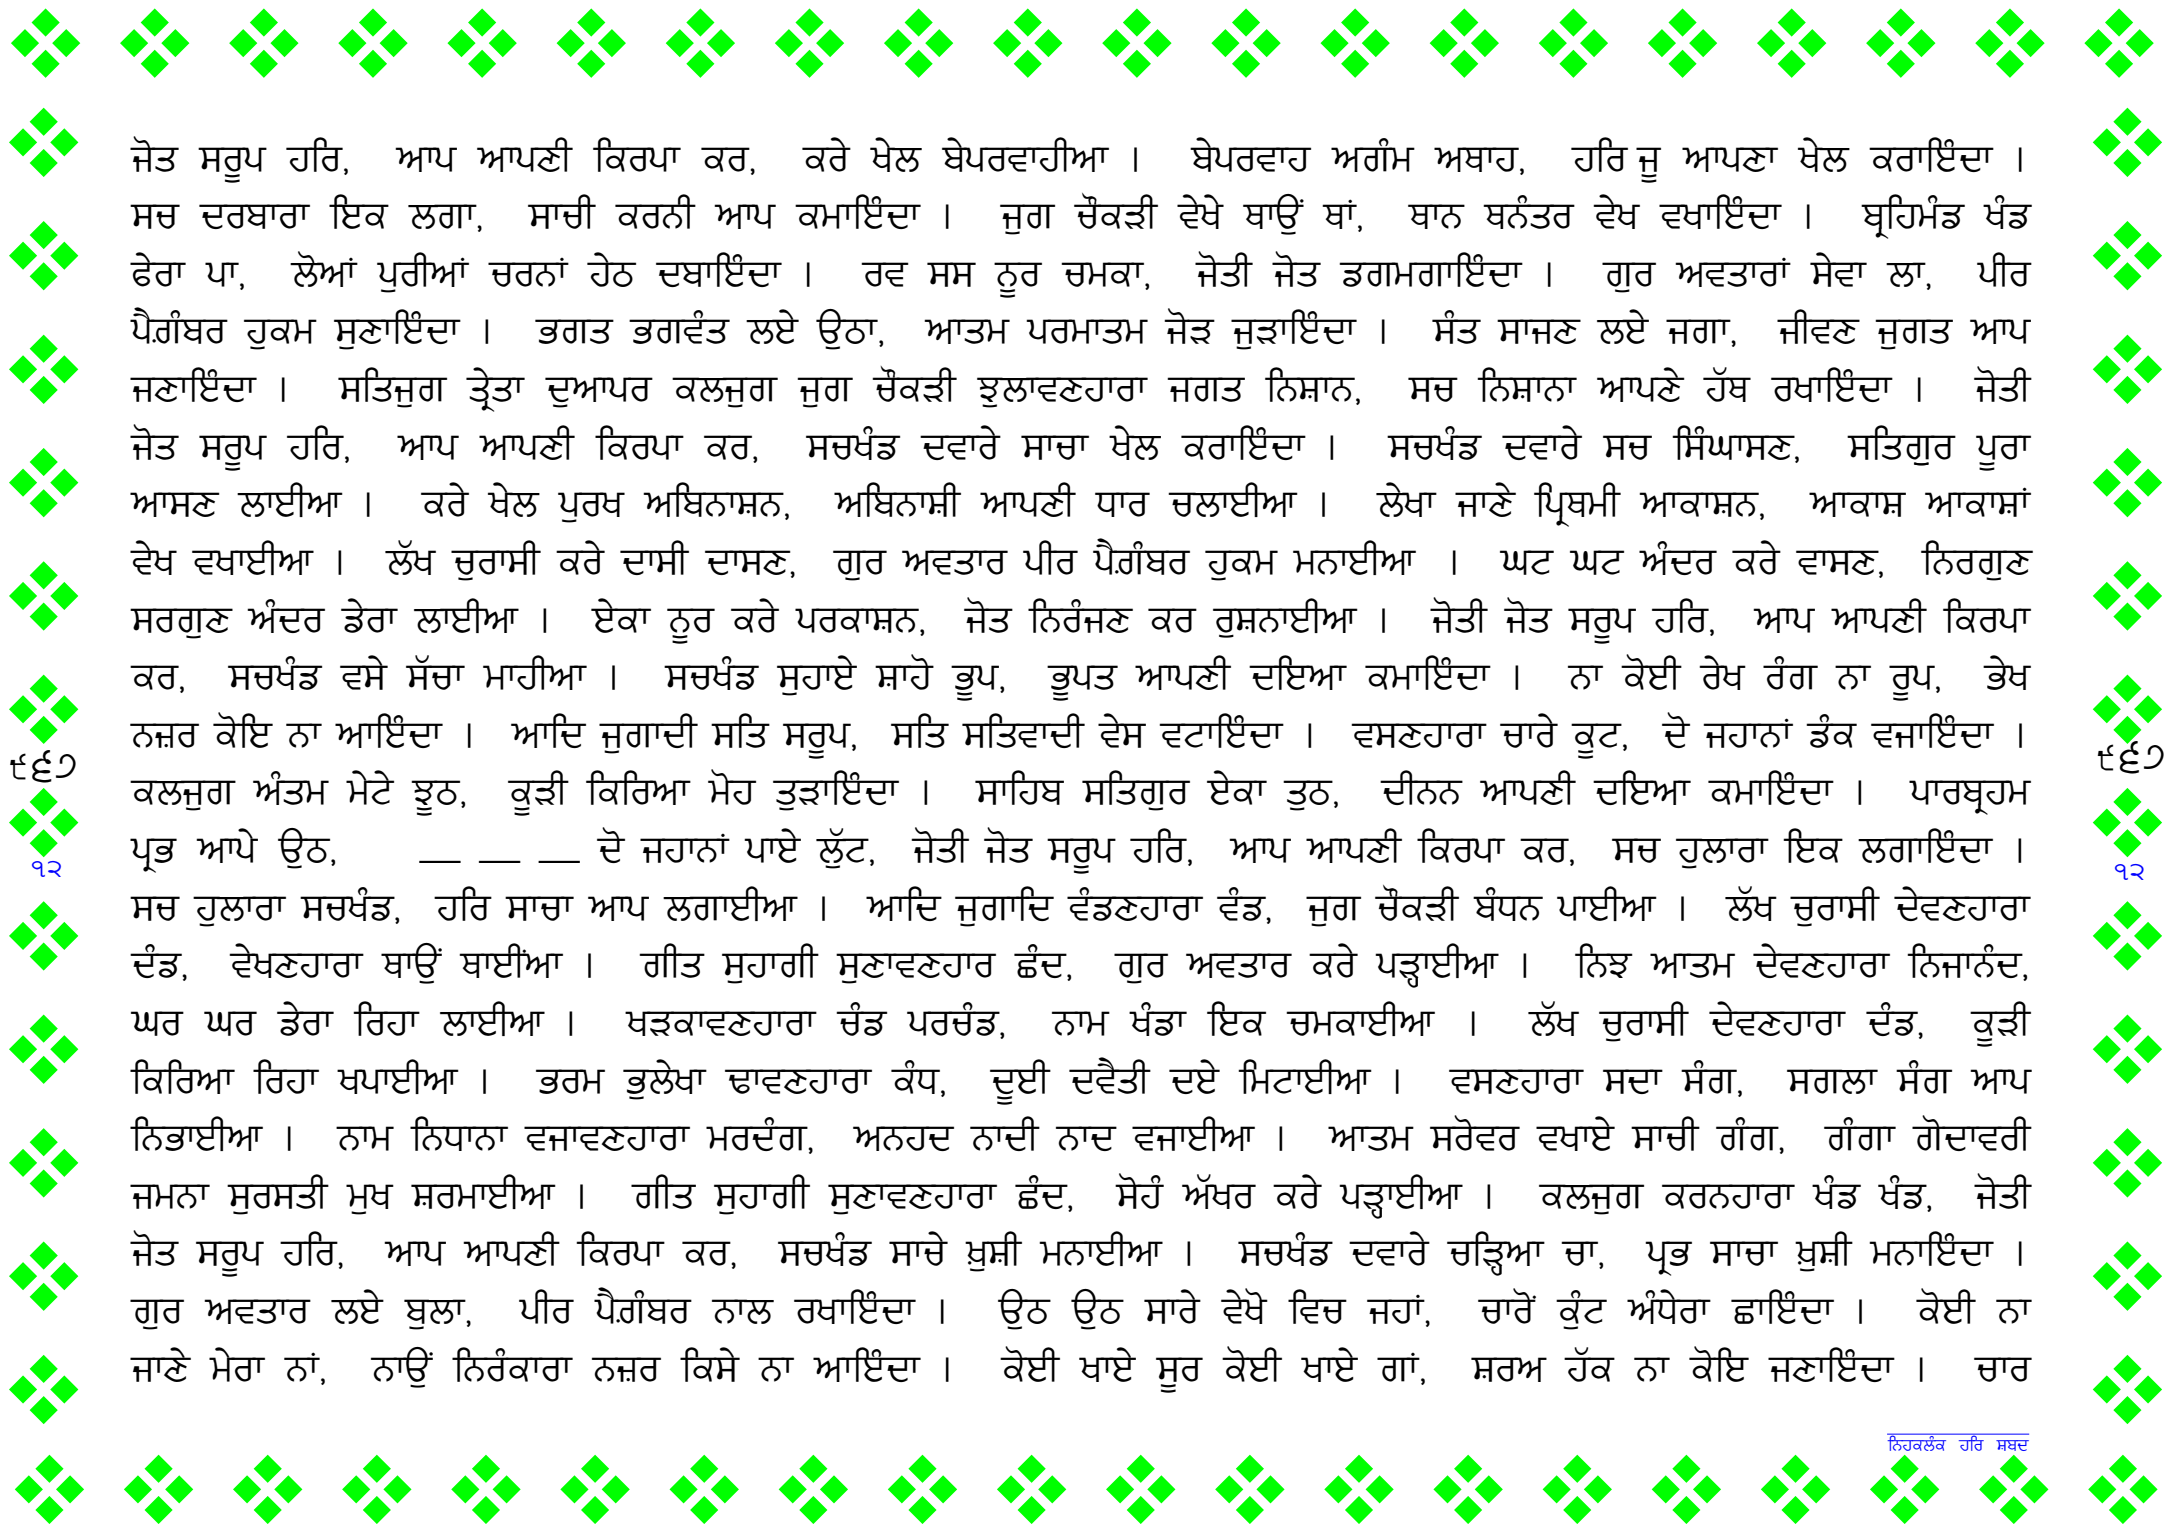 ਜੋਤ ਸਰੂਪ ਹਰਿ, ਆਪ ਆਪਣੀ ਕਿਰਪਾ ਕਰ, ਕਰੇ ਖੇਲ ਬੇਪਰਵਾਹੀਆ । ਬੇਪਰਵਾਹ ਅਗੰਮ ਅਥਾਹ, ਹਰਿ ਜੂ ਆਪਣਾ ਖੇਲ ਕਰਾਇੰਦਾ ।
ਸਚ ਦਰਬਾਰਾ ਇਕ ਲਗਾ, ਸਾਚੀ ਕਰਨੀ ਆਪ ਕਮਾਇੰਦਾ । ਜੁਗ ਚੌਕੜੀ ਵੇਖੇ ਥਾਉਂ ਥਾਂ, ਥਾਨ ਥਨੰਤਰ ਵੇਖ ਵਖਾਇੰਦਾ । ਬ੍ਰਹਿਮੰਡ ਖੰਡ
ਫੇਰਾ ਪਾ, ਲੋਆਂ ਪੁਰੀਆਂ ਚਰਨਾਂ ਹੇਠ ਦਬਾਇੰਦਾ । ਰਵ ਸਸ ਨੂਰ ਚਮਕਾ, ਜੋਤੀ ਜੋਤ ਡਗਮਗਾਇੰਦਾ । ਗੁਰ ਅਵਤਾਰਾਂ ਸੇਵਾ ਲਾ, ਪੀਰ
ਪੈਗ਼ੰਬਰ ਹੁਕਮ ਸੁਣਾਇੰਦਾ । ਭਗਤ ਭਗਵੰਤ ਲਏ ਉਠਾ, ਆਤਮ ਪਰਮਾਤਮ ਜੋੜ ਜੁੜਾਇੰਦਾ । ਸੰਤ ਸਾਜਣ ਲਏ ਜਗਾ, ਜੀਵਣ ਜੁਗਤ ਆਪ
ਜਣਾਇੰਦਾ । ਸਤਿਜੁਗ ਤ੍ਰੇਤਾ ਦੁਆਪਰ ਕਲਜੁਗ ਜੁਗ ਚੌਕੜੀ ਝੁਲਾਵਣਹਾਰਾ ਜਗਤ ਨਿਸ਼ਾਨ, ਸਚ ਨਿਸ਼ਾਨਾ ਆਪਣੇ ਹੱਥ ਰਖਾਇੰਦਾ । ਜੋਤੀ
ਜੋਤ ਸਰੂਪ ਹਰਿ, ਆਪ ਆਪਣੀ ਕਿਰਪਾ ਕਰ, ਸਚਖੰਡ ਦਵਾਰੇ ਸਾਚਾ ਖੇਲ ਕਰਾਇੰਦਾ । ਸਚਖੰਡ ਦਵਾਰੇ ਸਚ ਸਿੰਘਾਸਣ, ਸਤਿਗੁਰ ਪੂਰਾ
ਆਸਣ ਲਾਈਆ । ਕਰੇ ਖੇਲ ਪੁਰਖ ਅਬਿਨਾਸ਼ਨ, ਅਬਿਨਾਸ਼ੀ ਆਪਣੀ ਧਾਰ ਚਲਾਈਆ । ਲੇਖਾ ਜਾਣੇ ਪ੍ਰਿਥਮੀ ਆਕਾਸ਼ਨ, ਆਕਾਸ਼ ਆਕਾਸ਼ਾਂ
ਵੇਖ ਵਖਾਈਆ । ਲੱਖ ਚੁਰਾਸੀ ਕਰੇ ਦਾਸੀ ਦਾਸਣ, ਗੁਰ ਅਵਤਾਰ ਪੀਰ ਪੈਗ਼ੰਬਰ ਹੁਕਮ ਮਨਾਈਆ । ਘਟ ਘਟ ਅੰਦਰ ਕਰੇ ਵਾਸਣ, ਨਿਰਗੁਣ
ਸਰਗੁਣ ਅੰਦਰ ਡੇਰਾ ਲਾਈਆ । ਏਕਾ ਨੂਰ ਕਰੇ ਪਰਕਾਸ਼ਨ, ਜੋਤ ਨਿਰੰਜਣ ਕਰ ਰੁਸ਼ਨਾਈਆ । ਜੋਤੀ ਜੋਤ ਸਰੂਪ ਹਰਿ, ਆਪ ਆਪਣੀ ਕਿਰਪਾ
ਕਰ, ਸਚਖੰਡ ਵਸੇ ਸੱਚਾ ਮਾਹੀਆ । ਸਚਖੰਡ ਸੁਹਾਏ ਸ਼ਾਹੋ ਭੂਪ, ਭੂਪਤ ਆਪਣੀ ਦਇਆ ਕਮਾਇੰਦਾ । ਨਾ ਕੋਈ ਰੇਖ ਰੰਗ ਨਾ ਰੂਪ, ਭੇਖ
ਨਜ਼ਰ ਕੋਇ ਨਾ ਆਇੰਦਾ । ਆਦਿ ਜੁਗਾਦੀ ਸਤਿ ਸਰੂਪ, ਸਤਿ ਸਤਿਵਾਦੀ ਵੇਸ ਵਟਾਇੰਦਾ । ਵਸਣਹਾਰਾ ਚਾਰੇ ਕੂਟ, ਦੋ ਜਹਾਨਾਂ ਡੰਕ ਵਜਾਇੰਦਾ ।
ਕਲਜੁਗ ਅੰਤਮ ਮੇਟੇ ਝੂਠ, ਕੂੜੀ ਕਿਰਿਆ ਮੋਹ ਤੁੜਾਇੰਦਾ । ਸਾਹਿਬ ਸਤਿਗੁਰ ਏਕਾ ਤੁਠ, ਦੀਨਨ ਆਪਣੀ ਦਇਆ ਕਮਾਇੰਦਾ । ਪਾਰਬ੍ਰਹਮ
ਪ੍ਰਭ ਆਪੇ ਉਠ, __ __ __ ਦੋ ਜਹਾਨਾਂ ਪਾਏ ਲੁੱਟ, ਜੋਤੀ ਜੋਤ ਸਰੂਪ ਹਰਿ, ਆਪ ਆਪਣੀ ਕਿਰਪਾ ਕਰ, ਸਚ ਹੁਲਾਰਾ ਇਕ ਲਗਾਇੰਦਾ ।
ਸਚ ਹੁਲਾਰਾ ਸਚਖੰਡ, ਹਰਿ ਸਾਚਾ ਆਪ ਲਗਾਈਆ । ਆਦਿ ਜੁਗਾਦਿ ਵੰਡਣਹਾਰਾ ਵੰਡ, ਜੁਗ ਚੌਕੜੀ ਬੰਧਨ ਪਾਈਆ । ਲੱਖ ਚੁਰਾਸੀ ਦੇਵਣਹਾਰਾ
ਦੰਡ, ਵੇਖਣਹਾਰਾ ਥਾਉਂ ਥਾਈਂਆ । ਗੀਤ ਸੁਹਾਗੀ ਸੁਣਾਵਣਹਾਰ ਛੰਦ, ਗੁਰ ਅਵਤਾਰ ਕਰੇ ਪੜ੍ਹਾਈਆ । ਨਿਝ ਆਤਮ ਦੇਵਣਹਾਰਾ ਨਿਜਾਨੰਦ,
ਘਰ ਘਰ ਡੇਰਾ ਰਿਹਾ ਲਾਈਆ । ਖੜਕਾਵਣਹਾਰਾ ਚੰਡ ਪਰਚੰਡ, ਨਾਮ ਖੰਡਾ ਇਕ ਚਮਕਾਈਆ । ਲੱਖ ਚੁਰਾਸੀ ਦੇਵਣਹਾਰਾ ਦੰਡ, ਕੂੜੀ
ਕਿਰਿਆ ਰਿਹਾ ਖਪਾਈਆ । ਭਰਮ ਭੁਲੇਖਾ ਢਾਵਣਹਾਰਾ ਕੰਧ, ਦੂਈ ਦਵੈਤੀ ਦਏ ਮਿਟਾਈਆ । ਵਸਣਹਾਰਾ ਸਦਾ ਸੰਗ, ਸਗਲਾ ਸੰਗ ਆਪ
ਨਿਭਾਈਆ । ਨਾਮ ਨਿਧਾਨਾ ਵਜਾਵਣਹਾਰਾ ਮਰਦੰਗ, ਅਨਹਦ ਨਾਦੀ ਨਾਦ ਵਜਾਈਆ । ਆਤਮ ਸਰੋਵਰ ਵਖਾਏ ਸਾਚੀ ਗੰਗ, ਗੰਗਾ ਗੋਦਾਵਰੀ
ਜਮਨਾ ਸੁਰਸਤੀ ਮੁਖ ਸ਼ਰਮਾਈਆ । ਗੀਤ ਸੁਹਾਗੀ ਸੁਣਾਵਣਹਾਰਾ ਛੰਦ, ਸੋਹੰ ਅੱਖਰ ਕਰੇ ਪੜ੍ਹਾਈਆ । ਕਲਜੁਗ ਕਰਨਹਾਰਾ ਖੰਡ ਖੰਡ, ਜੋਤੀ
ਜੋਤ ਸਰੂਪ ਹਰਿ, ਆਪ ਆਪਣੀ ਕਿਰਪਾ ਕਰ, ਸਚਖੰਡ ਸਾਚੇ ਖ਼ੁਸ਼ੀ ਮਨਾਈਆ । ਸਚਖੰਡ ਦਵਾਰੇ ਚੜ੍ਹਿਆ ਚਾ, ਪ੍ਰਭ ਸਾਚਾ ਖ਼ੁਸ਼ੀ ਮਨਾਇੰਦਾ ।
ਗੁਰ ਅਵਤਾਰ ਲਏ ਬੁਲਾ, ਪੀਰ ਪੈਗ਼ੰਬਰ ਨਾਲ ਰਖਾਇੰਦਾ । ਉਠ ਉਠ ਸਾਰੇ ਵੇਖੋ ਵਿਚ ਜਹਾਂ, ਚਾਰੋਂ ਕੁੰਟ ਅੰਧੇਰਾ ਛਾਇੰਦਾ । ਕੋਈ ਨਾ
ਜਾਣੇ ਮੇਰਾ ਨਾਂ, ਨਾਉਂ ਨਿਰੰਕਾਰਾ ਨਜ਼ਰ ਕਿਸੇ ਨਾ ਆਇੰਦਾ । ਕੋਈ ਖਾਏ ਸੂਰ ਕੋਈ ਖਾਏ ਗਾਂ, ਸ਼ਰਅ ਹੱਕ ਨਾ ਕੋਇ ਜਣਾਇੰਦਾ । ਚਾਰ
੯੬੭
੧੨
੯੬੭
੧੨
ਨਿਹਕਲੰਕ ਹਰਿ ਸ਼ਬਦ